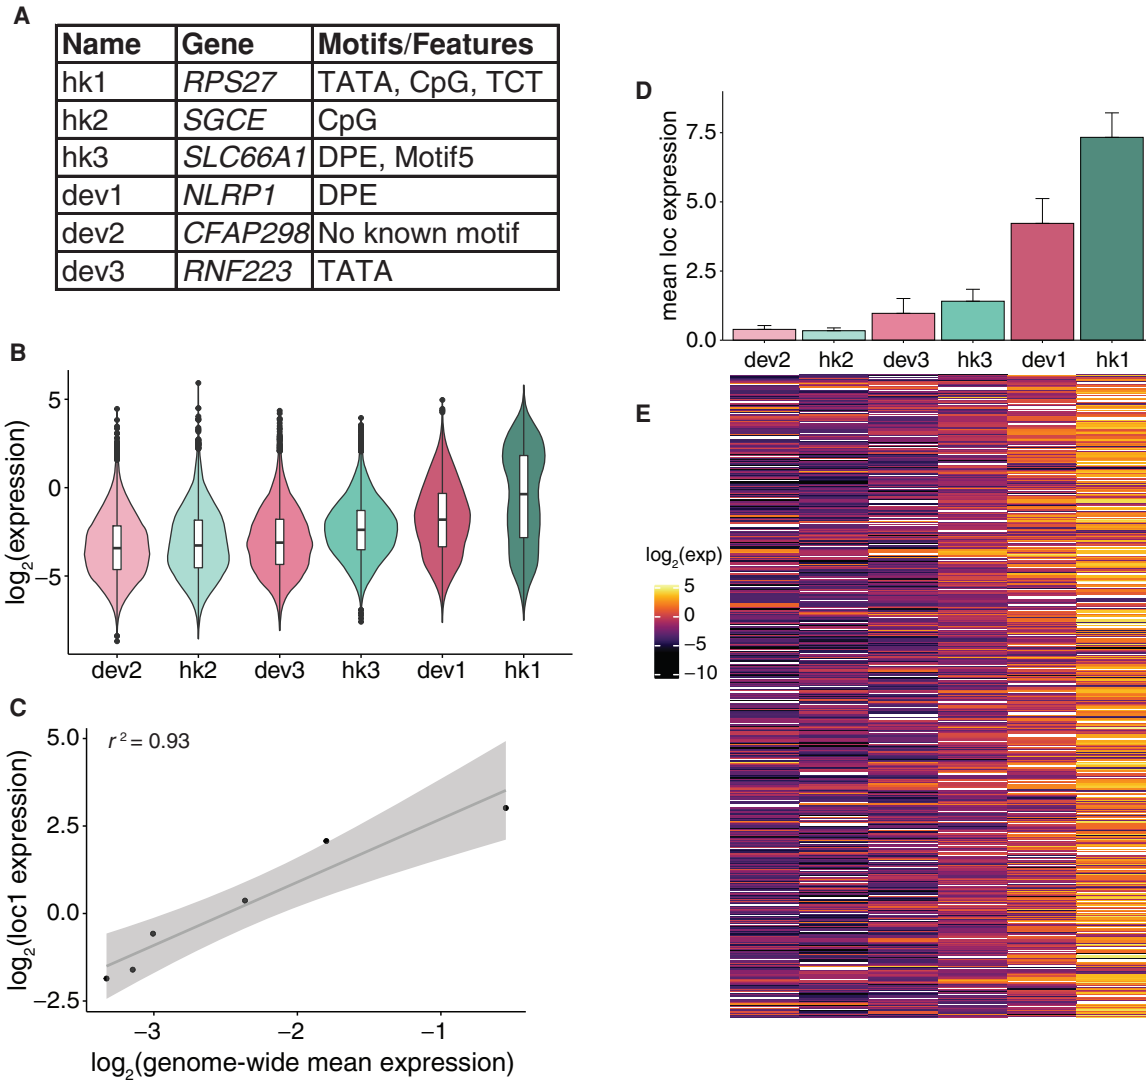 A
Name Gene Motifs/Features
hk1 RPS27 TATA, CpG, TCT
hk2 SGCE CpG
hk3 SLC66A1 DPE, Motif5
dev1 NLRP1 DPE
dev2 CFAP298 No known motif
dev3 RNF223 TATA
B
log2(expression)
5
0
−5
dev2 hk2 dev3 hk3 dev1 hk1
C
log2(loc1 expression)
r 2 = 0.93
5.0
2.5
0.0
−2.5
−3 −2 −1
log2(genome-wide mean expression)
D
mean loc expression
7.5
5.0
2.5
0.0
dev2 hk2 dev3 hk3 dev1 hk1
E
log2(exp)
5
0
−5
−10